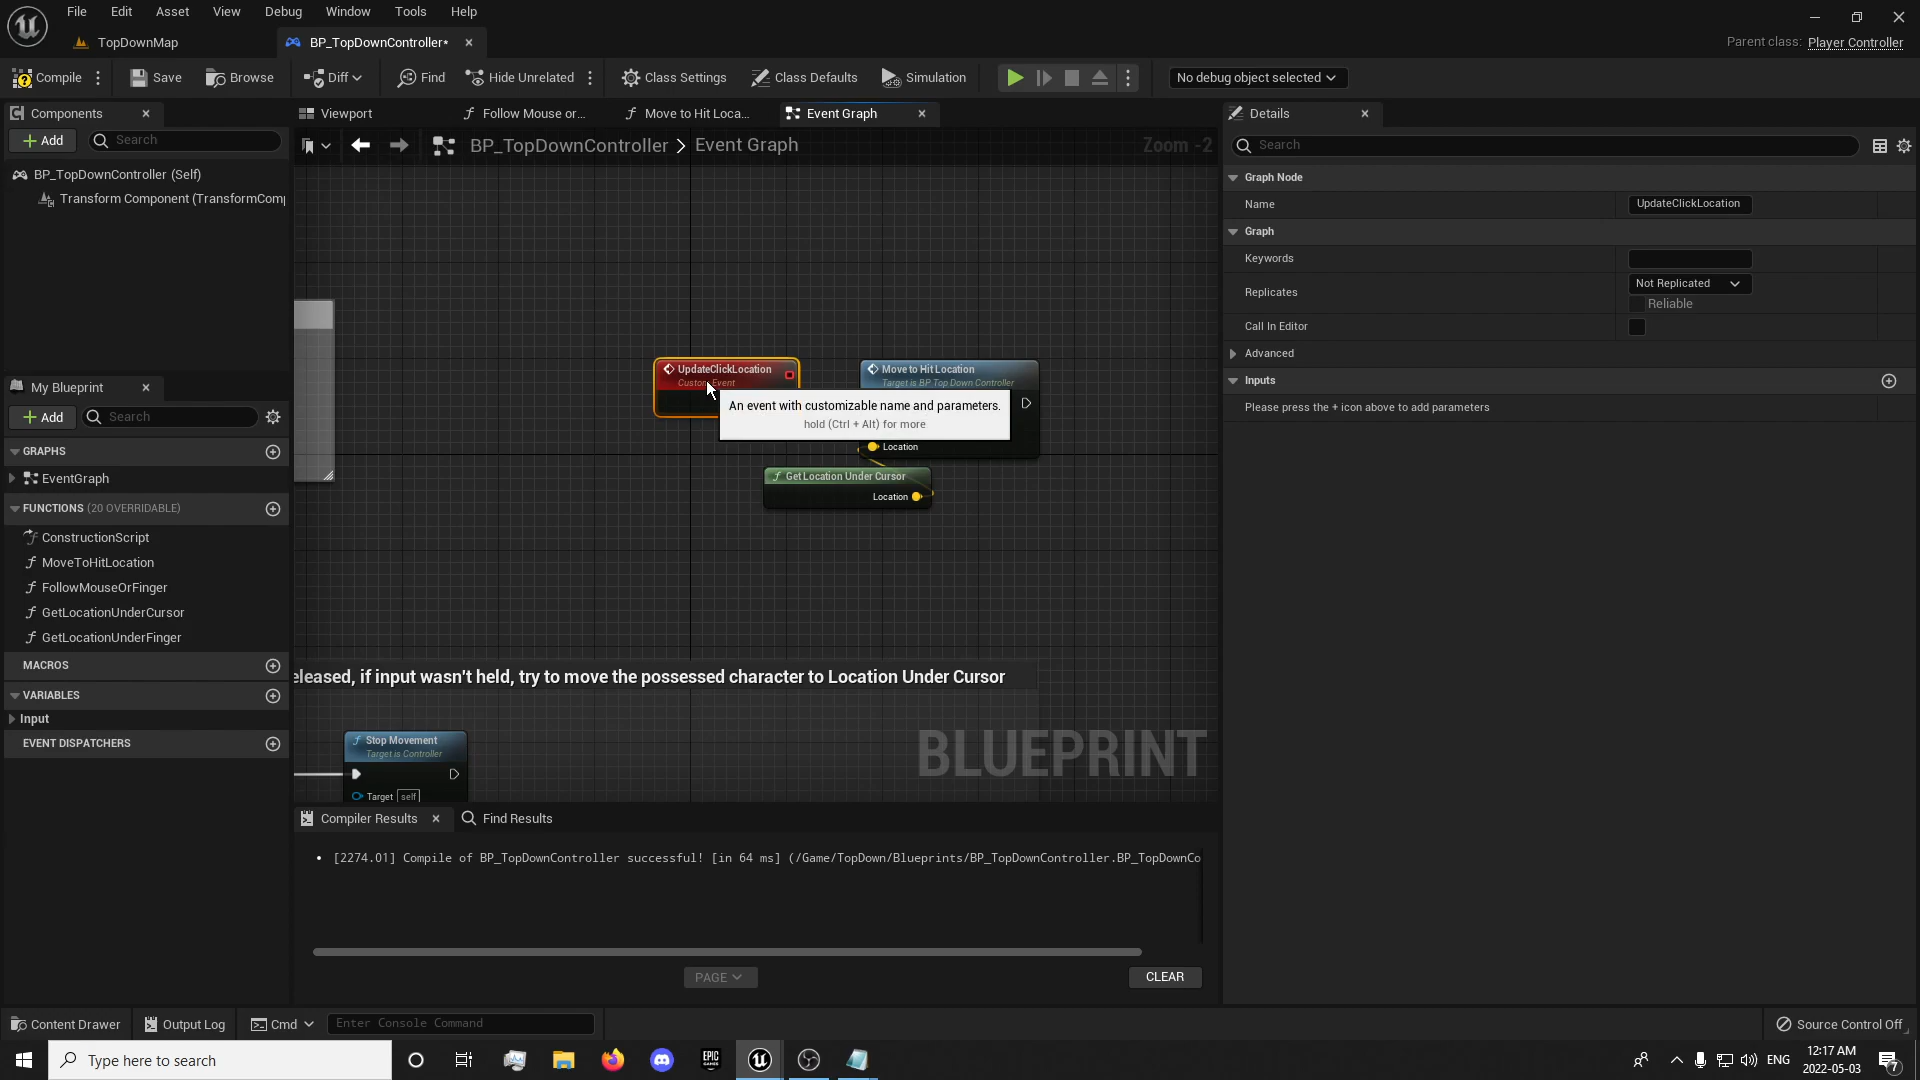 File Edit Asset View Debug Window Tools Help
TopDownMap
BP_TopDownController*
Parent class: Player Controller
Compile
Save
Browse
Diff
Find
Hide Unrelated
Class Settings
Class Defaults
Simulation
No debug object selected
Components
Add
Search
BP_TopDownController (Self)
Transform Component (TransformComp
My Blueprint
Add
Search
GRAPHS
EventGraph
FUNCTIONS (20 OVERRIDABLE)
ConstructionScript
MoveToHitLocation
FollowMouseOrFinger
GetLocationUnderCursor
GetLocationUnderFinger
MACROS
VARIABLES
Input
EVENT DISPATCHERS
Viewport
Follow Mouse or...
Move to Hit Loca...
Event Graph
BP_TopDownController > Event Graph
Zoom -2
UpdateClickLocation
Custom Event
Move to Hit Location
Target is BP Top Down Controller
An event with customizable name and parameters.
hold (Ctrl + Alt) for more
Location
Get Location Under Cursor
Location
eleased, if input wasn't held, try to move the possessed character to Location Under Cursor
Stop Movement
Target is Controller
Target self
BLUEPRINT
Compiler Results
Find Results
[2274.01] Compile of BP_TopDownController successful! [in 64 ms] (/Game/TopDown/Blueprints/BP_TopDownController.BP_TopDownCo
PAGE
CLEAR
Details
Search
Graph Node
Name
UpdateClickLocation
Graph
Keywords
Replicates
Not Replicated
Reliable
Call In Editor
Advanced
Inputs
Please press the + icon above to add parameters
Content Drawer
Output Log
Cmd
Enter Console Command
Source Control Off
Type here to search
EPIC
GAMES
ENG
12:17 AM
2022-05-03
7